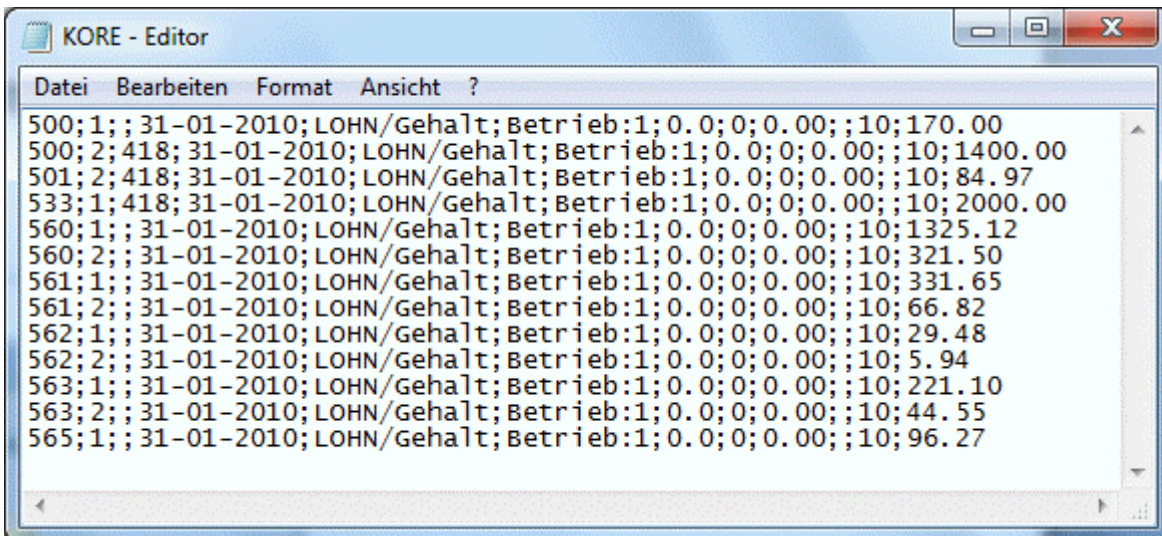 KORE - Editor
Datei Bearbeiten Format Ansicht ?
500;1;;31-01-2010;LOHN/Gehalt;Betrieb:1;0.0;0;0.00;;10;170.00
500;2;418;31-01-2010;LOHN/Gehalt;Betrieb:1;0.0;0;0.00;;10;1400.00
501;2;418;31-01-2010;LOHN/Gehalt;Betrieb:1;0.0;0;0.00;;10;84.97
533;1;418;31-01-2010;LOHN/Gehalt;Betrieb:1;0.0;0;0.00;;10;2000.00
560;1;;31-01-2010;LOHN/Gehalt;Betrieb:1;0.0;0;0.00;;10;1325.12
560;2;;31-01-2010;LOHN/Gehalt;Betrieb:1;0.0;0;0.00;;10;321.50
561;1;;31-01-2010;LOHN/Gehalt;Betrieb:1;0.0;0;0.00;;10;331.65
561;2;;31-01-2010;LOHN/Gehalt;Betrieb:1;0.0;0;0.00;;10;66.82
562;1;;31-01-2010;LOHN/Gehalt;Betrieb:1;0.0;0;0.00;;10;29.48
562;2;;31-01-2010;LOHN/Gehalt;Betrieb:1;0.0;0;0.00;;10;5.94
563;1;;31-01-2010;LOHN/Gehalt;Betrieb:1;0.0;0;0.00;;10;221.10
563;2;;31-01-2010;LOHN/Gehalt;Betrieb:1;0.0;0;0.00;;10;44.55
565;1;;31-01-2010;LOHN/Gehalt;Betrieb:1;0.0;0;0.00;;10;96.27